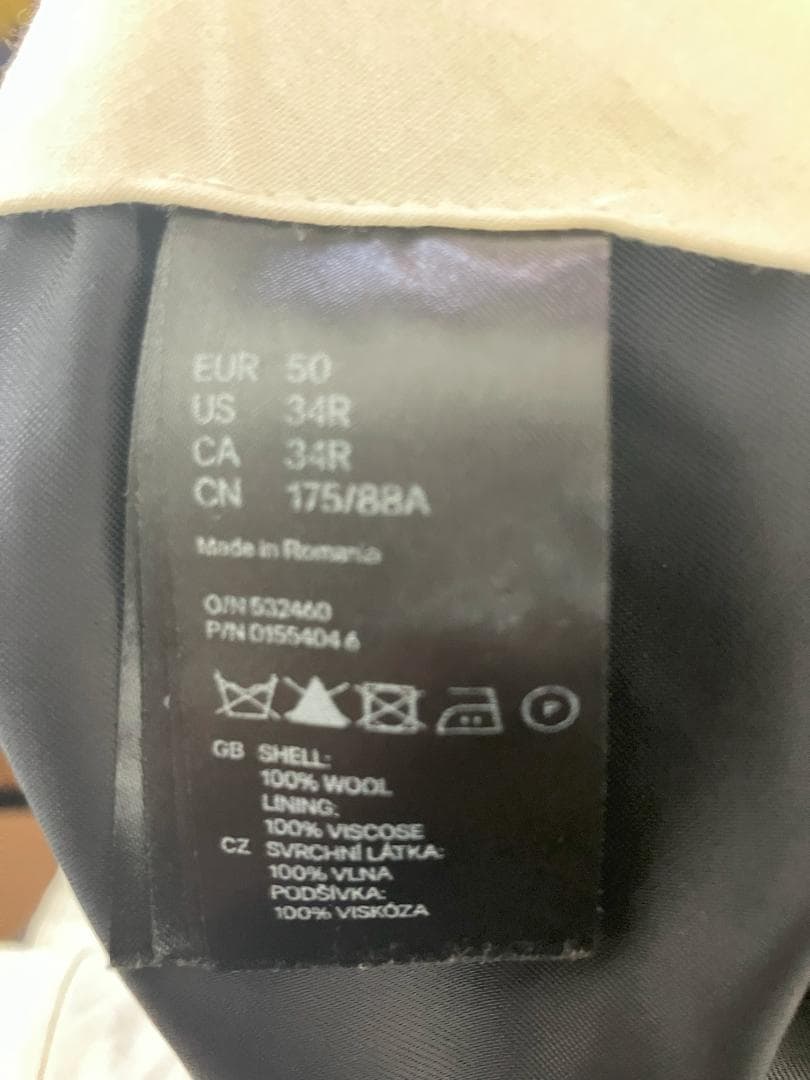 EUR 50
US 34R
CA 34R
CN 175/88A
Made in Romania
O/N 532460
P/N 0155404 6
P
GB SHELL:
100% WOOL
LINING:
100% VISCOSE
CZ SVRCHNÍ LÁTKA:
100% VLNA
PODŠÍVKA:
100% VISKÓZA